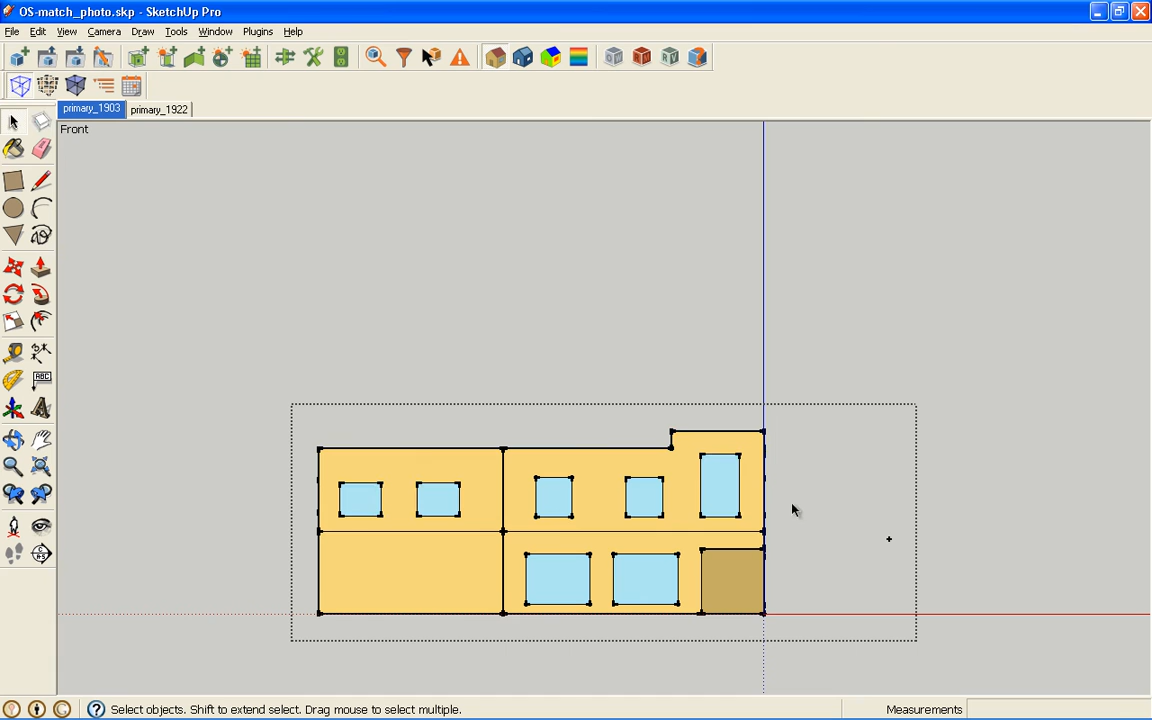 OS-match_photo.skp - SketchUp Pro
File Edit View Camera Draw Tools Window Plugins Help
primary_1903 primary_1922
Front
ABC
Select objects. Shift to extend select. Drag mouse to select multiple.
Measurements